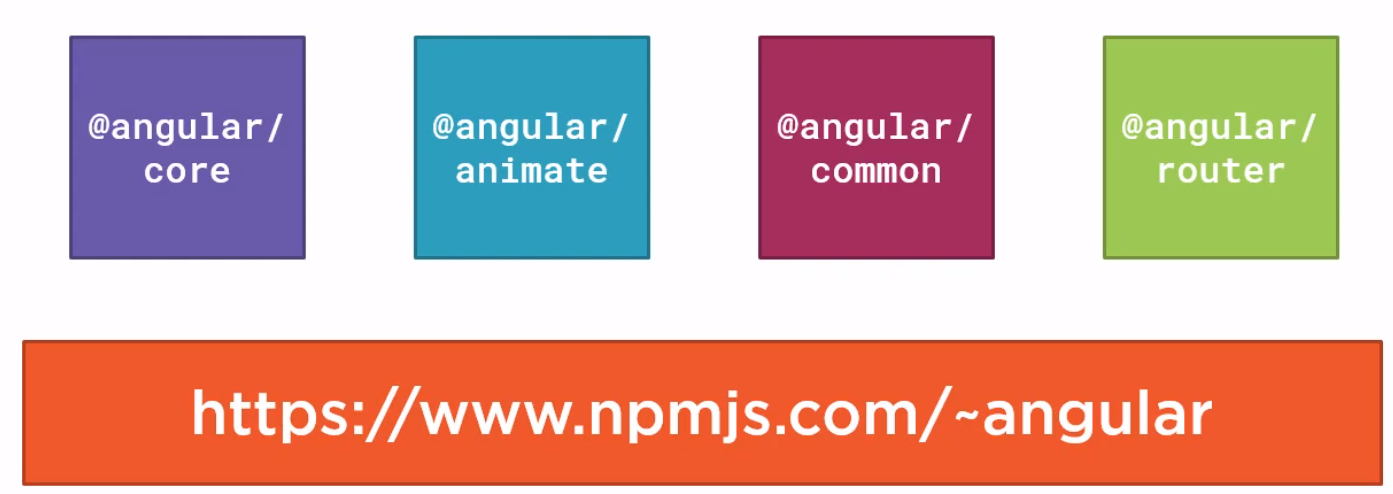 @angular/
core
@angular/
animate
@angular/
common
@angular/
router
https://www.npmjs.com/~angular